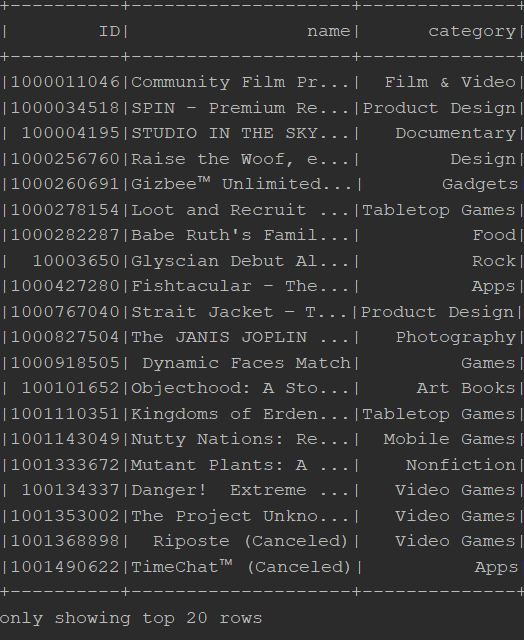 +----------+--------------------+--------------+
|        ID|                name|      category|
+----------+--------------------+--------------+
|1000011046|Community Film Pr...|  Film & Video|
|1000034518|SPIN - Premium Re...|Product Design|
| 100004195|STUDIO IN THE SKY...|   Documentary|
|1000256760|Raise the Woof, e...|        Design|
|1000260691|Gizbee™ Unlimited...|       Gadgets
|1000278154|Loot and Recruit ...|Tabletop Games|
|1000282287|Babe Ruth's Famil...|          Food|
|  10003650|Glyscian Debut Al...|          Rock|
|1000427280|Fishtacular - The...|          Apps|
|1000767040|Strait Jacket – T...|Product Design|
|1000827504|The JANIS JOPLIN ...|   Photography|
|1000918505| Dynamic Faces Match|         Games|
| 100101652|Objecthood: A Sto...|     Art Books|
|1001110351|Kingdoms of Erden...|Tabletop Games|
|1001143049|Nutty Nations: Re...|  Mobile Games|
|1001333672|Mutant Plants: A ...|    Nonfiction|
| 100134337|Danger!  Extreme ...|   Video Games|
|1001353002|The Project Unkno...|   Video Games|
|1001368898|  Riposte (Canceled)|   Video Games|
|1001490622|TimeChat™ (Canceled)|          Apps
+----------+--------------------+--------------+
only showing top 20 rows